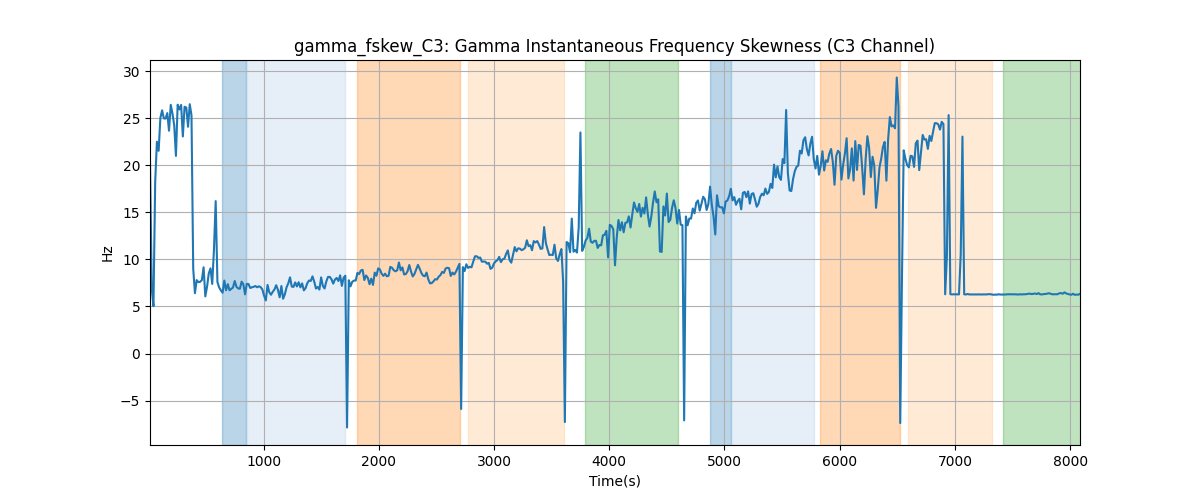 gamma_fskew_C3: Gamma Instantaneous Frequency Skewness (C3 Channel)
30
25
20
15
10
5
0
−5
Hz
1000 2000 3000 4000 5000 6000 7000 8000
Time(s)